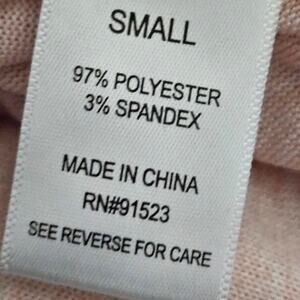 SMALL
97% POLYESTER
3% SPANDEX
MADE IN CHINA
RN#91523
SEE REVERSE FOR CARE